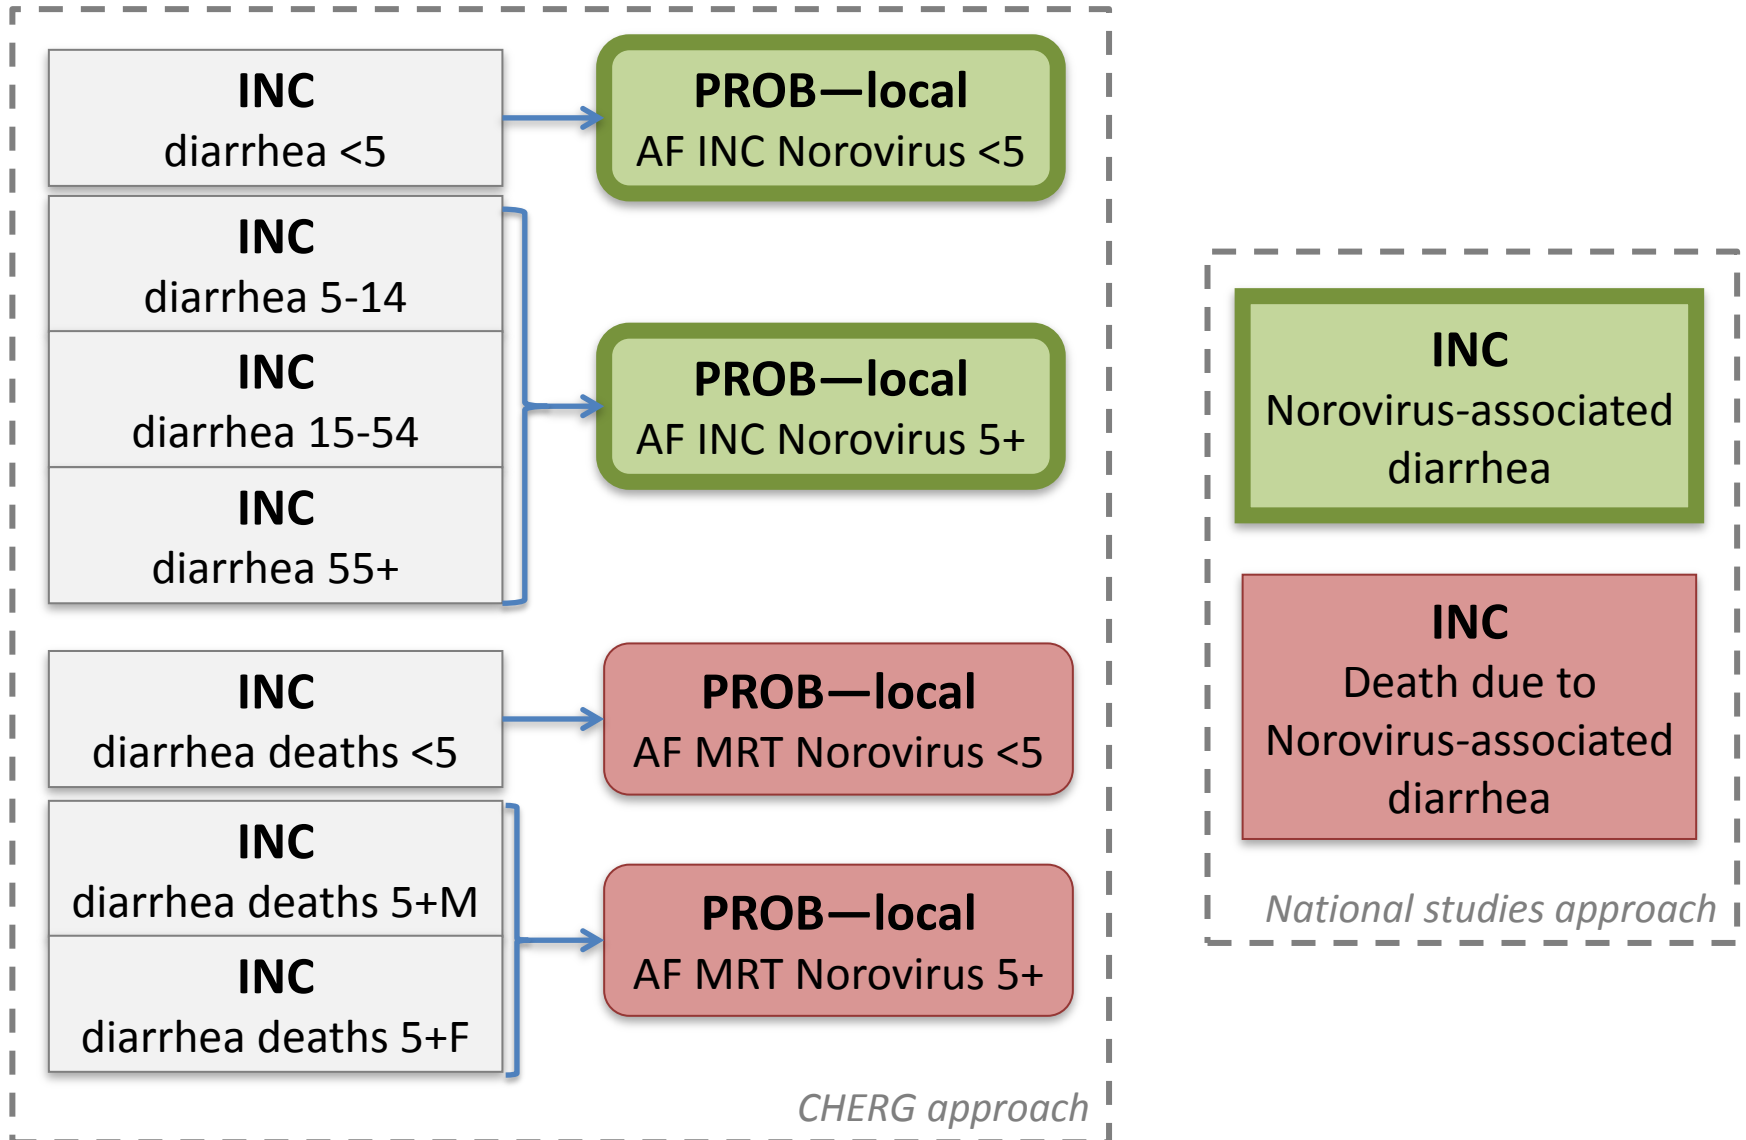 INC
diarrhea <5
PROB—local
AF INC Norovirus <5
INC
diarrhea 5-14
INC
diarrhea 15-54
INC
diarrhea 55+
PROB—local
AF INC Norovirus 5+
INC
diarrhea deaths <5
PROB—local
AF MRT Norovirus <5
INC
diarrhea deaths 5+M
INC
diarrhea deaths 5+F
PROB—local
AF MRT Norovirus 5+
CHERG approach
INC
Norovirus-associated
diarrhea
INC
Death due to
Norovirus-associated
diarrhea
National studies approach